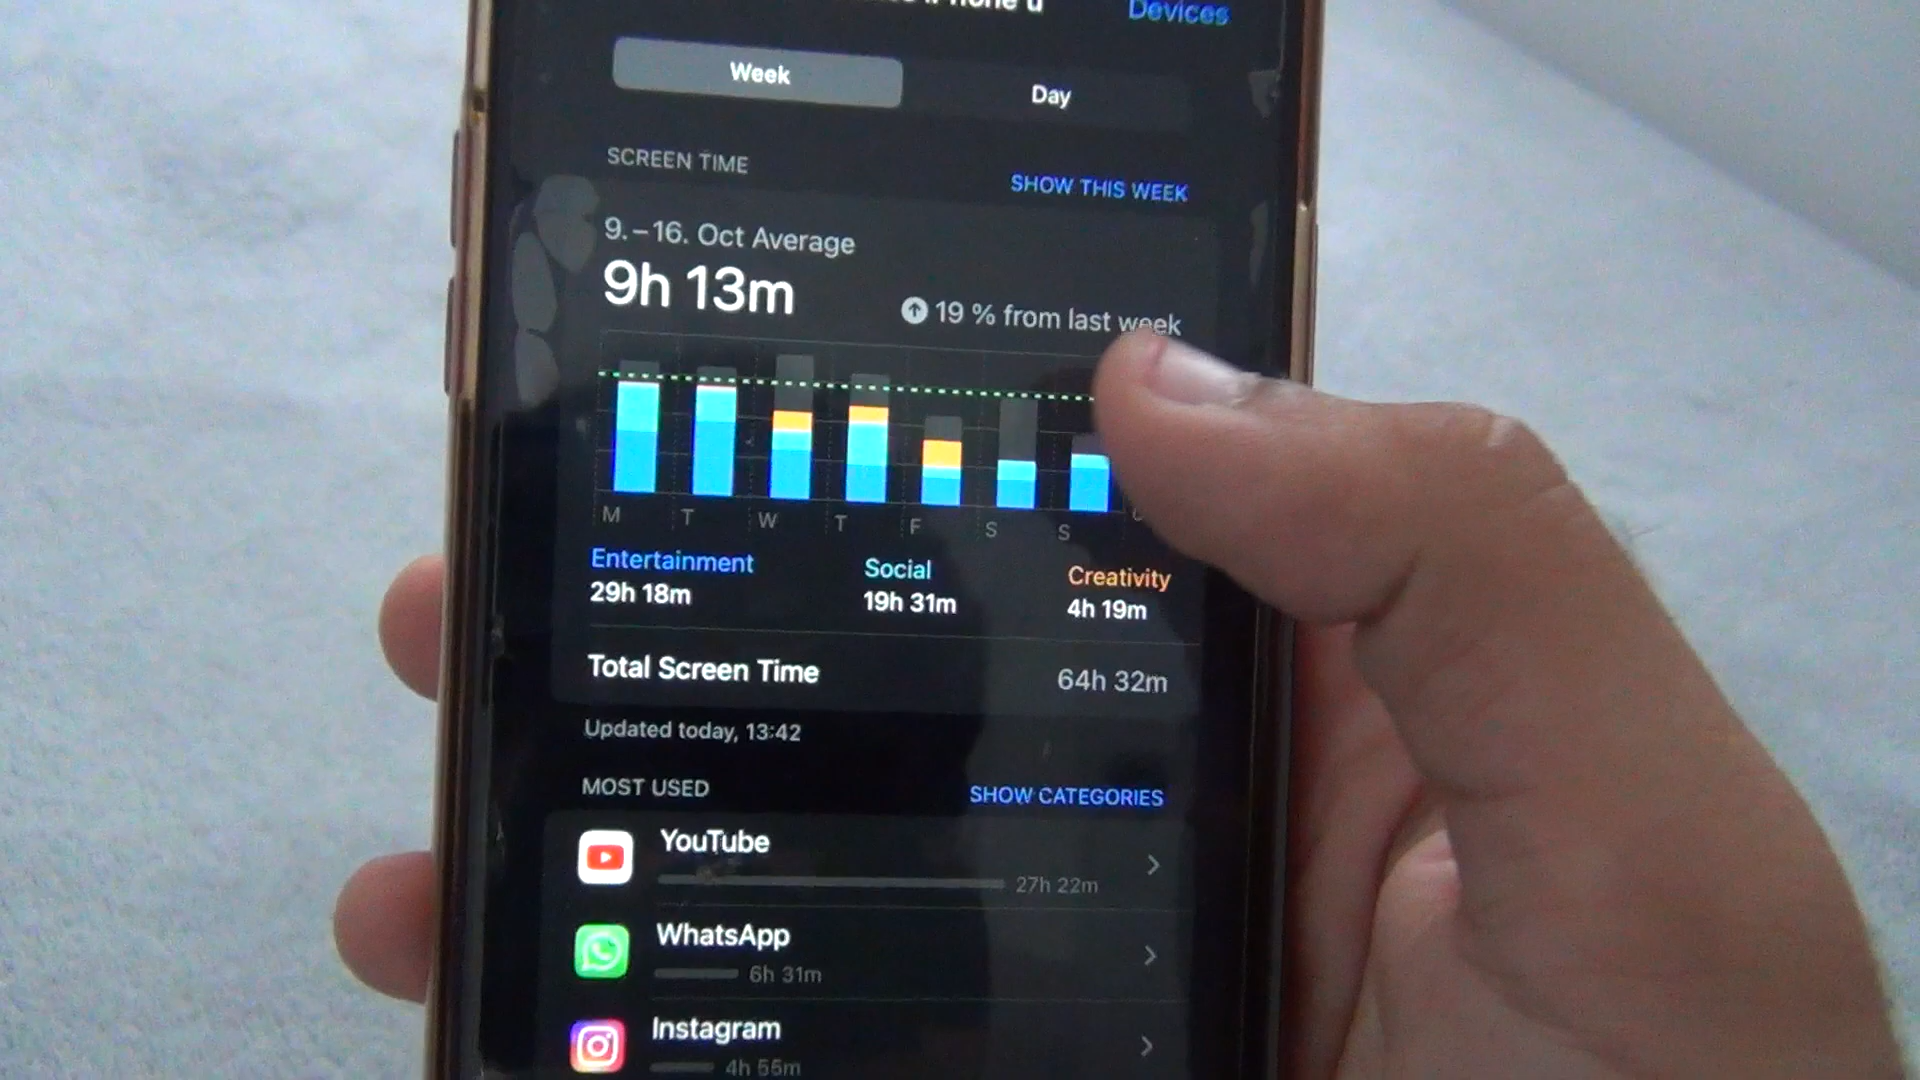 Devices
Week
Day
SCREEN TIME
SHOW THIS WEEK
9.–16. Oct Average
9h 13m
19 % from last week
M T W T F S S
Entertainment Social Creativity
29h 18m 19h 31m 4h 19m
Total Screen Time 64h 32m
Updated today, 13:42
MOST USED
SHOW CATEGORIES
YouTube
27h 22m
WhatsApp
6h 31m
Instagram
4h 55m